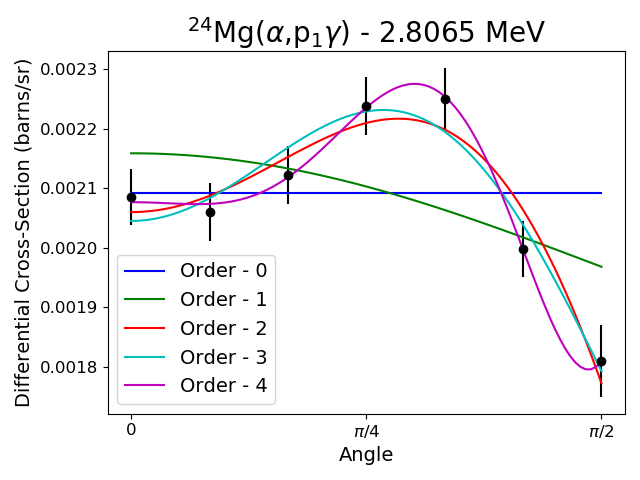 ²⁴Mg(α,p₁γ) - 2.8065 MeV
Differential Cross-Section (barns/sr)
0.0023
0.0022
0.0021
0.0020
0.0019
0.0018
Order - 0
Order - 1
Order - 2
Order - 3
Order - 4
0
π/4
π/2
Angle